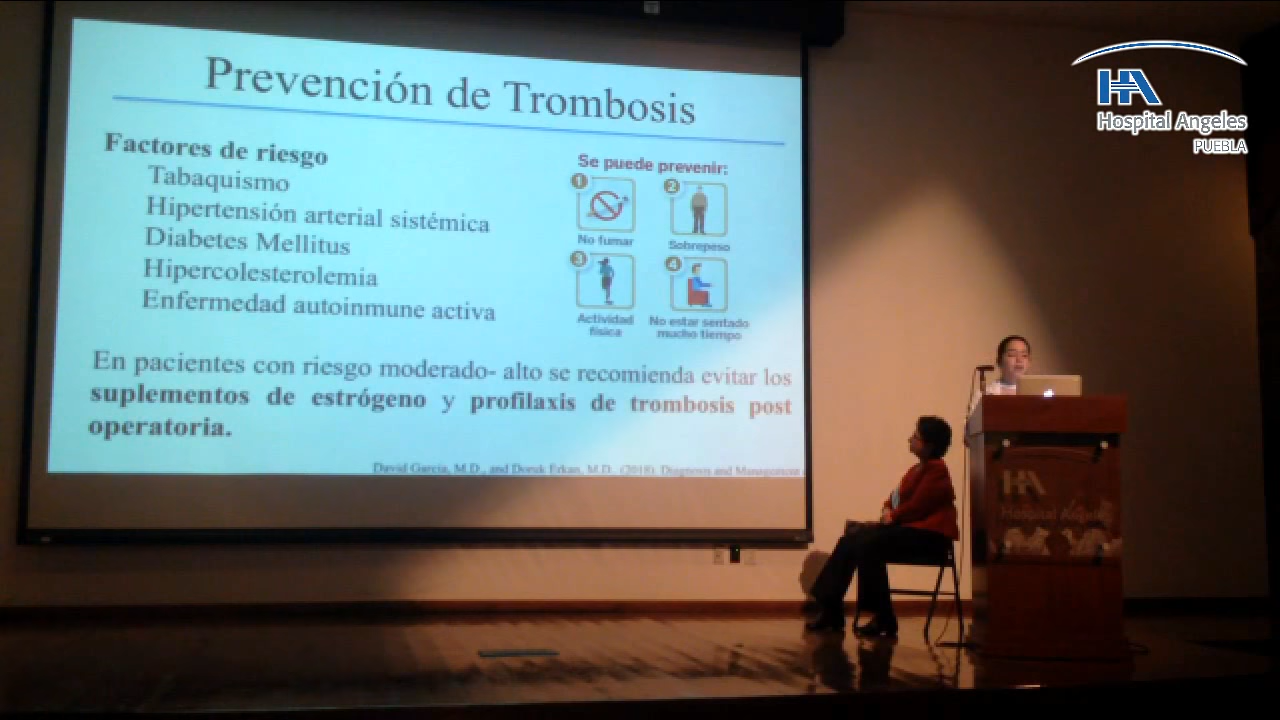 Prevención de Trombosis
Factores de riesgo
Tabaquismo
Hipertensión arterial sistémica
Diabetes Mellitus
Hipercolesterolemia
Enfermedad autoinmune activa
Se puede prevenir:
1
No fumar
2
Sobrepeso
3
Actividad
física
4
No estar sentado
mucho tiempo
En pacientes con riesgo moderado- alto se recomienda evitar los
suplementos de estrógeno y profilaxis de trombosis post
operatoria.
David Garcia, M.D., and Doruk Erkan, M.D., (2018). Diagnosis and Management
HA
Hospital Angeles
PUEBLA
HA
Hospital Angeles